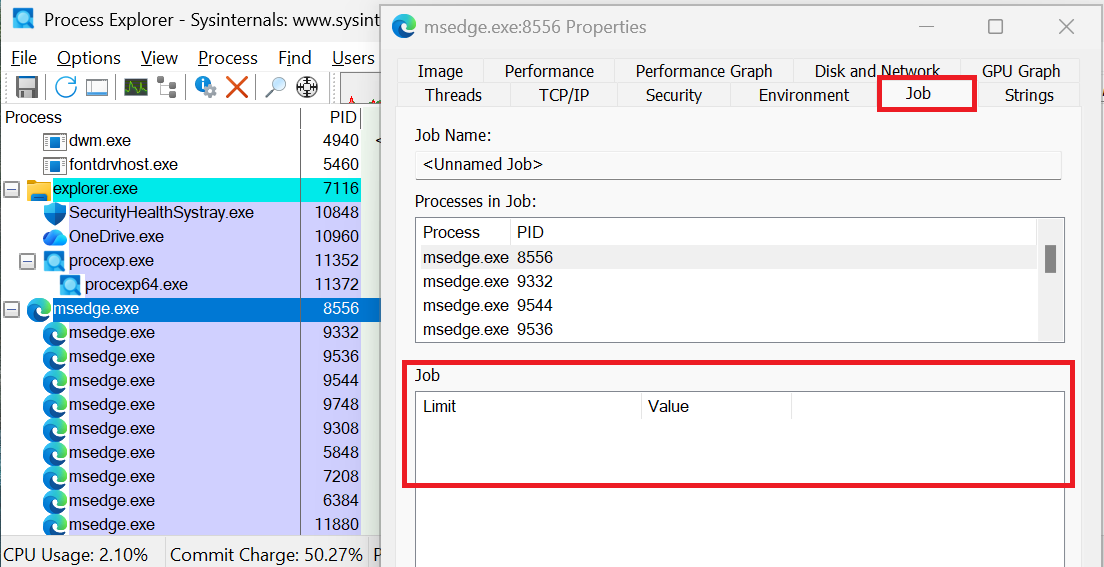 Process Explorer - Sysinternals: www.sysint
File Options View Process Find Users
Process PID
dwm.exe 4940 <
fontdrvhost.exe 5460
explorer.exe 7116
SecurityHealthSystray.exe 10848
OneDrive.exe 10960
procexp.exe 11352
procexp64.exe 11372
msedge.exe 8556
msedge.exe 9332
msedge.exe 9536
msedge.exe 9544
msedge.exe 9748
msedge.exe 9308
msedge.exe 5848
msedge.exe 7208
msedge.exe 6384
msedge.exe 11880
CPU Usage: 2.10% Commit Charge: 50.27% P
msedge.exe:8556 Properties
Image Performance Performance Graph Disk and Network GPU Graph
Threads TCP/IP Security Environment Job Strings
Job Name:
<Unnamed Job>
Processes in Job:
Process PID
msedge.exe 8556
msedge.exe 9332
msedge.exe 9544
msedge.exe 9536
Job
Limit Value